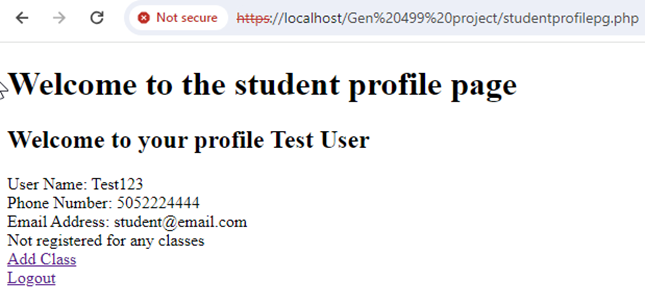 Not secure https://localhost/Gen%20499%20project/studentprofilepg.php
Welcome to the student profile page
Welcome to your profile Test User
User Name: Test123
Phone Number: 5052224444
Email Address: student@email.com
Not registered for any classes
Add Class
Logout